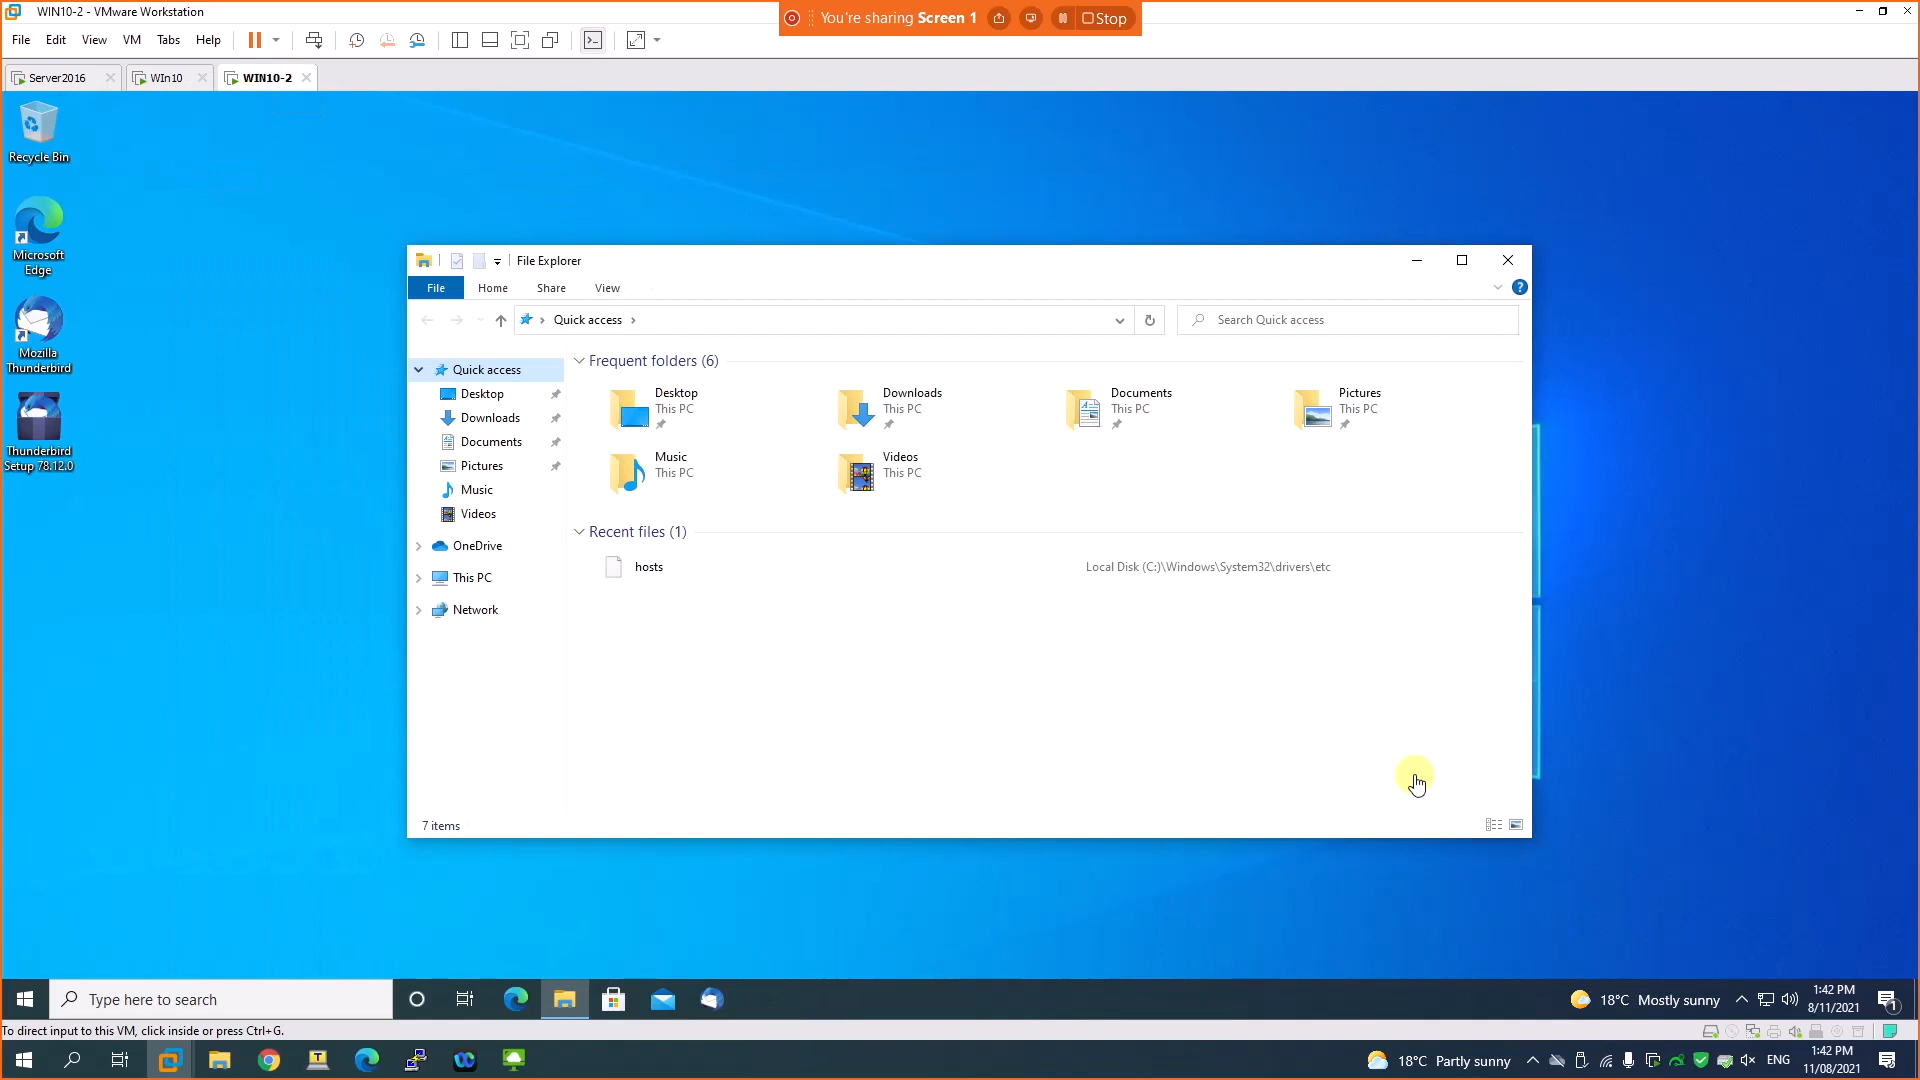 WIN10-2 - VMware Workstation
You're sharing Screen 1
Stop
File Edit View VM Tabs Help
Server2016
WIn10
WIN10-2
Recycle Bin
Microsoft
Edge
Mozilla
Thunderbird
Thunderbird
Setup 78.12.0
File Explorer
File Home Share View
?
Quick access
Search Quick access
Quick access
Desktop
Downloads
Documents
Pictures
Music
Videos
OneDrive
This PC
Network
Frequent folders (6)
Desktop
This PC
Downloads
This PC
Documents
This PC
Pictures
This PC
Music
This PC
Videos
This PC
Recent files (1)
hosts Local Disk (C:)\Windows\System32\drivers\etc
7 items
Type here to search
18°C Mostly sunny
1:42 PM
8/11/2021
1
To direct input to this VM, click inside or press Ctrl+G.
T
18°C Partly sunny
ENG
1:42 PM
11/08/2021